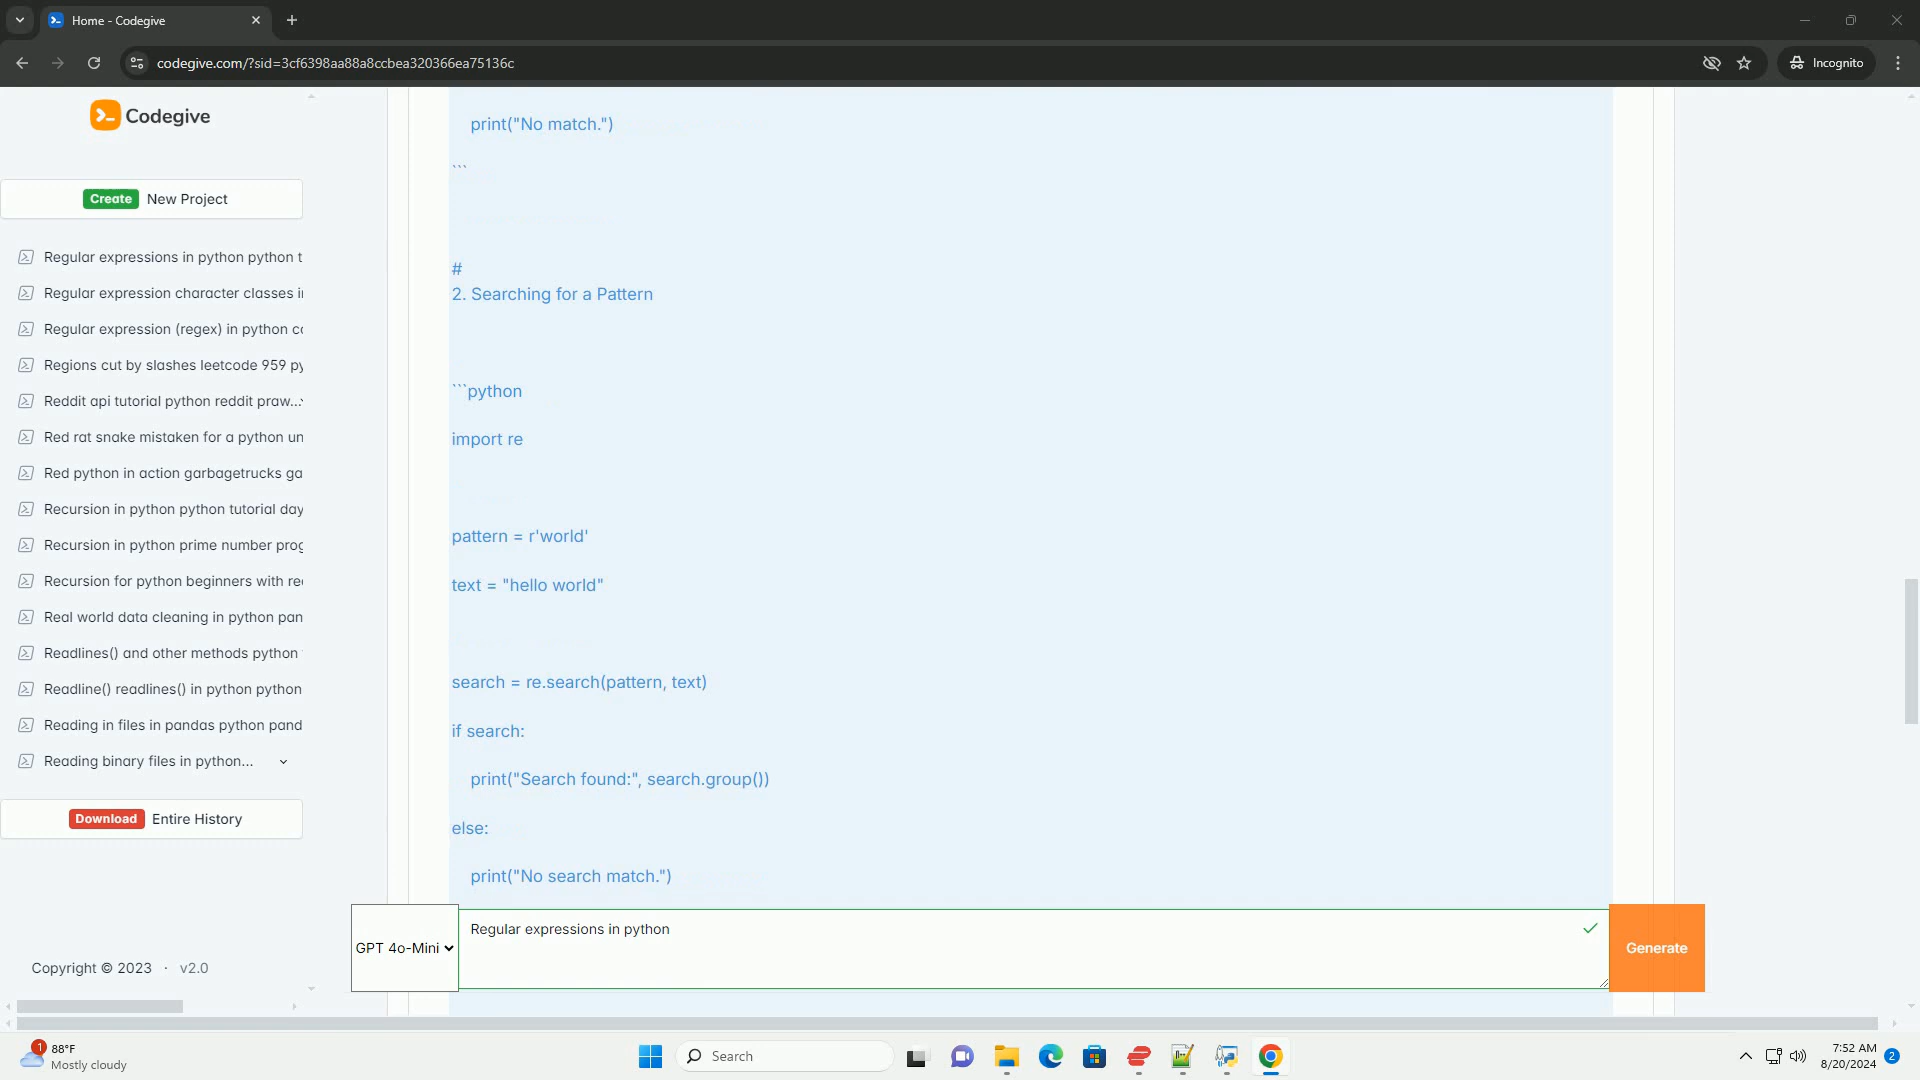 Home - Codegive
codegive.com/?sid=3cf6398aa88a8ccbea320366ea75136c
Incognito
Codegive
Create New Project
Regular expressions in python python t
Regular expression character classes i
Regular expression (regex) in python c
Regions cut by slashes leetcode 959 py
Reddit api tutorial python reddit praw...
Red rat snake mistaken for a python un
Red python in action garbagetrucks ga
Recursion in python python tutorial day
Recursion in python prime number prog
Recursion for python beginners with re
Real world data cleaning in python pan
Readlines() and other methods python
Readline() readlines() in python python
Reading in files in pandas python pand
Reading binary files in python...
Download Entire History
Copyright © 2023 · v2.0
print("No match.")
```
#
2. Searching for a Pattern
```python
import re
pattern = r'world'
text = "hello world"
search = re.search(pattern, text)
if search:
print("Search found:", search.group())
else:
print("No search match.")
GPT 4o-Mini
Regular expressions in python
Generate
1
88°F
Mostly cloudy
Search
7:52 AM
8/20/2024
2